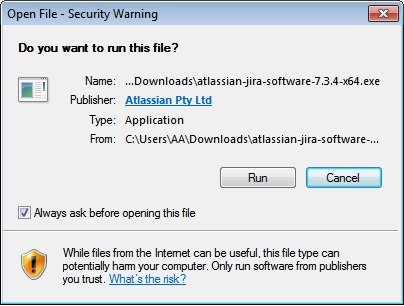 Open File - Security Warning
Do you want to run this file?
Name: ...Downloads\atlassian-jira-software-7.3.4-x64.exe
Publisher: Atlassian Pty Ltd
Type: Application
From: C:\Users\AA\Downloads\atlassian-jira-software-...
Run Cancel
Always ask before opening this file
While files from the Internet can be useful, this file type can
potentially harm your computer. Only run software from publishers
you trust. What's the risk?